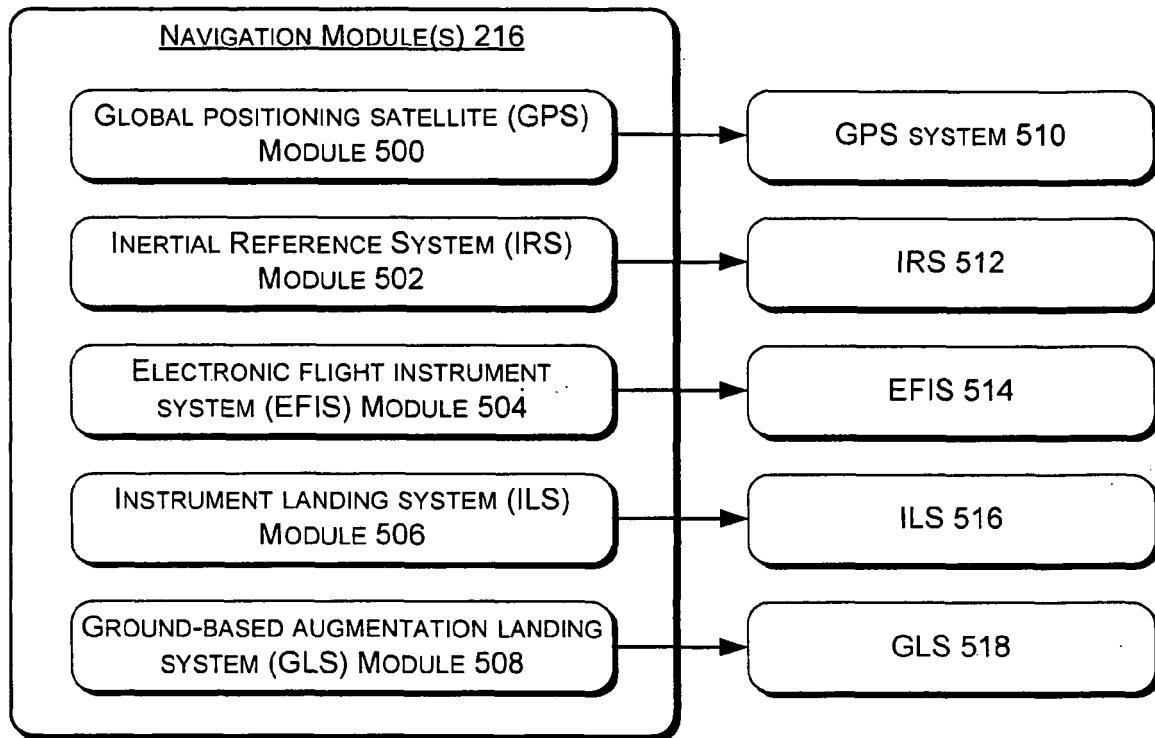 NAVIGATION MODULE(S) 216
GLOBAL POSITIONING SATELLITE (GPS)
MODULE 500
GPS SYSTEM 510
INERTIAL REFERENCE SYSTEM (IRS)
MODULE 502
IRS 512
ELECTRONIC FLIGHT INSTRUMENT
SYSTEM (EFIS) MODULE 504
EFIS 514
INSTRUMENT LANDING SYSTEM (ILS)
MODULE 506
ILS 516
GROUND-BASED AUGMENTATION LANDING
SYSTEM (GLS) MODULE 508
GLS 518